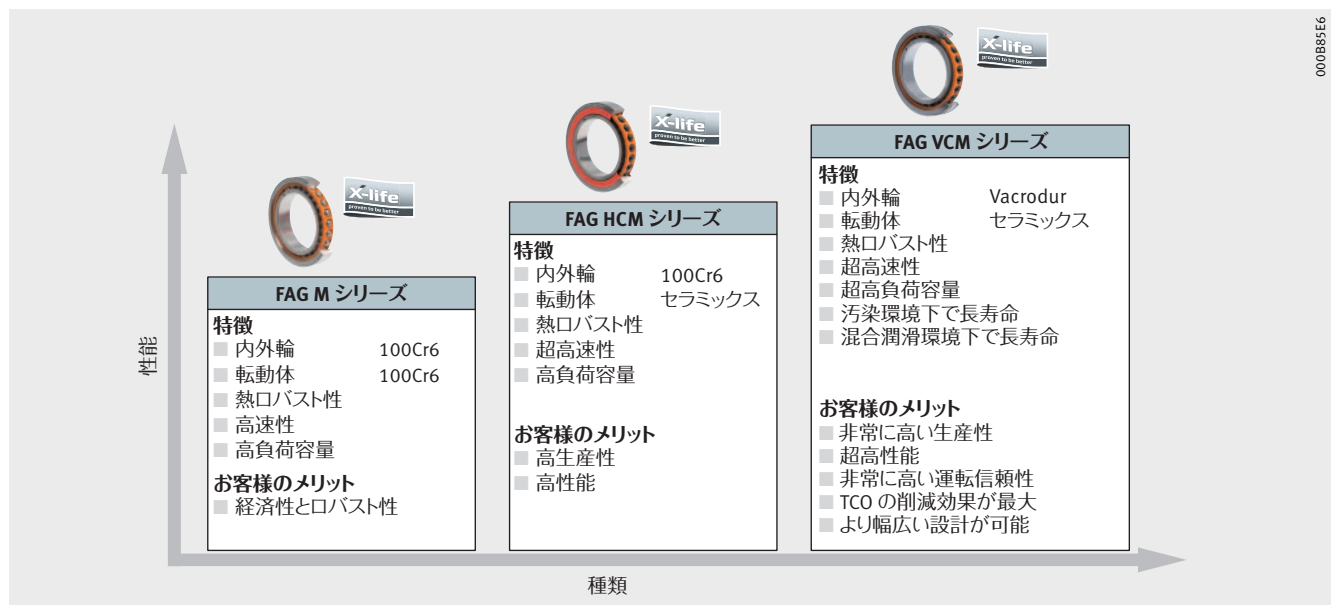 000B85E6
X-life
proven to be better
X-life
proven to be better
X-life
proven to be better
性能
FAG M シリーズ
特徴
内外輪 100Cr6
転動体 100Cr6
熱ロバスト性
高速性
高負荷容量
お客様のメリット
経済性とロバスト性
FAG HCM シリーズ
特徴
内外輪 100Cr6
転動体 セラミックス
熱ロバスト性
超高速性
高負荷容量
お客様のメリット
高生産性
高性能
FAG VCM シリーズ
特徴
内外輪 Vacrodur
転動体 セラミックス
熱ロバスト性
超高速性
超高負荷容量
汚染環境下で長寿命
混合潤滑環境下で長寿命
お客様のメリット
非常に高い生産性
超高性能
非常に高い運転信頼性
TCO の削減効果が最大
より幅広い設計が可能
種類